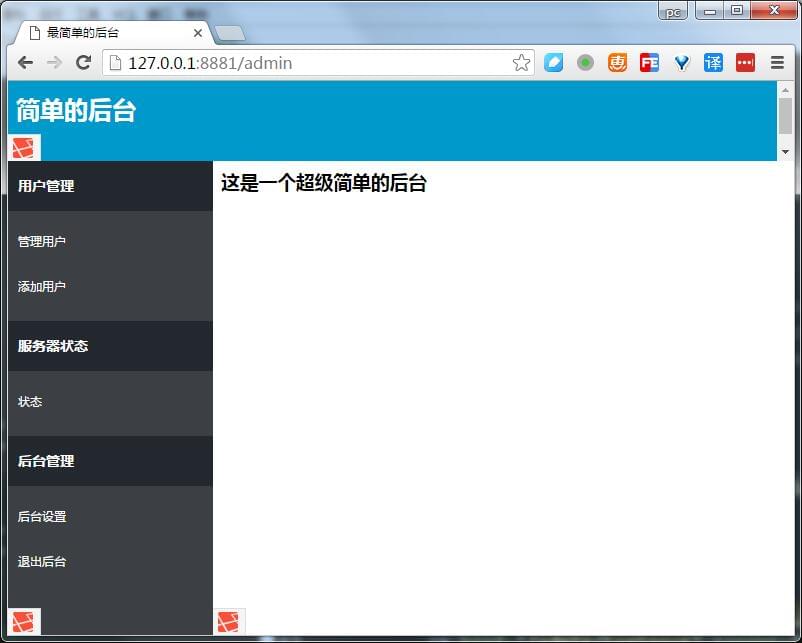 pc
最简单的后台
127.0.0.1:8881/admin
惠
FE
译
简单的后台
用户管理
这是一个超级简单的后台
管理用户
添加用户
服务器状态
状态
后台管理
后台设置
退出后台